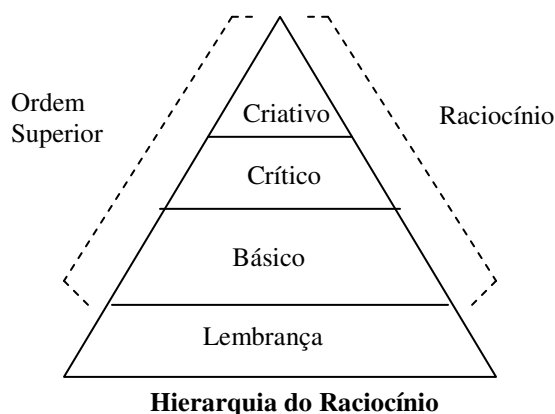 Ordem
Superior
Raciocínio
Criativo
Crítico
Básico
Lembrança
Hierarquia do Raciocínio